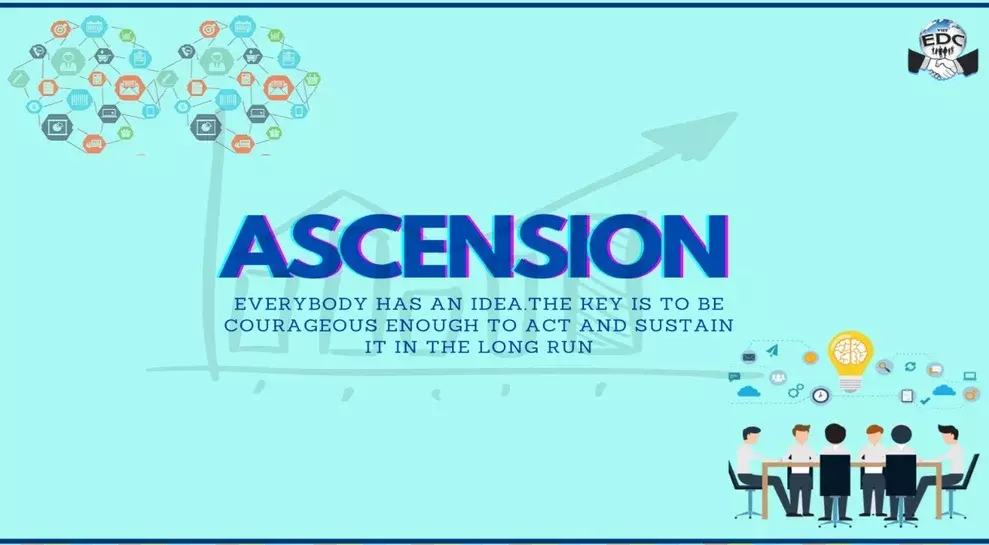 EDC
ASCENSION
EVERYBODY HAS AN IDEA.THE KEY IS TO BE
COURAGEOUS ENOUGH TO ACT AND SUSTAIN
IT IN THE LONG RUN